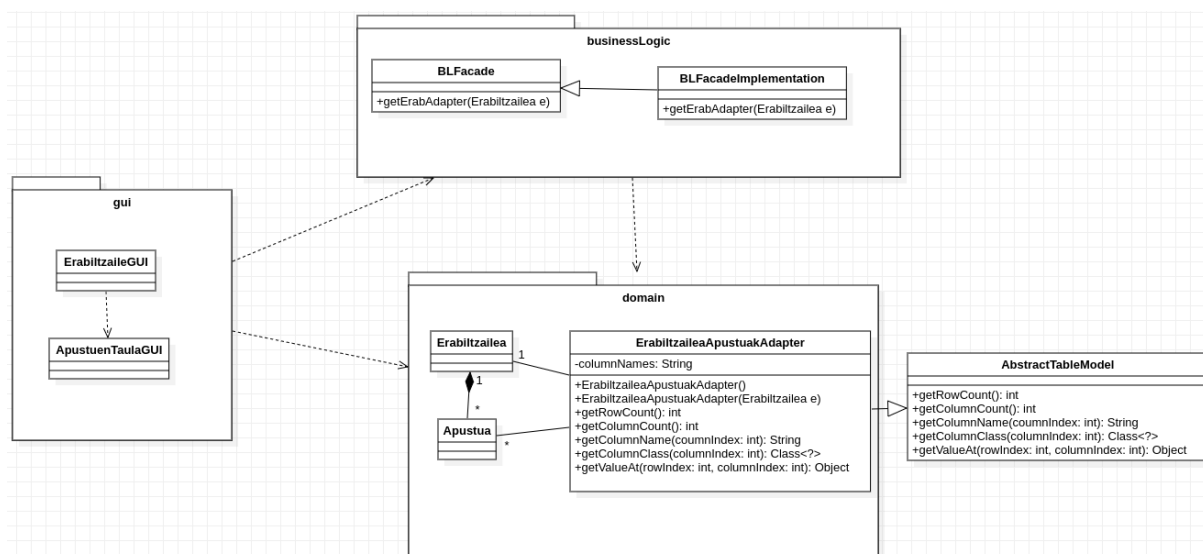 businessLogic
BLFacade
+getErabAdapter(Erabiltzailea e)
BLFacadeImplementation
+getErabAdapter(Erabiltzailea e)
gui
ErabiltzaileGUI
ApustuenTaulaGUI
domain
Erabiltzailea
1
1
*
Apustua
*
ErabiltzaileaApustuakAdapter
-columnNames: String
+ErabiltzaileaApustuakAdapter()
+ErabiltzaileaApustuakAdapter(Erabiltzailea e)
+getRowCount(): int
+getColumnCount(): int
+getColumnName(coumnIndex: int): String
+getColumnClass(columnIndex: int): Class<?>
+getValueAt(rowIndex: int, columnIndex: int): Object
AbstractTableModel
+getRowCount(): int
+getColumnCount(): int
+getColumnName(coumnIndex: int): String
+getColumnClass(columnIndex: int): Class<?>
+getValueAt(rowIndex: int, columnIndex: int): Object